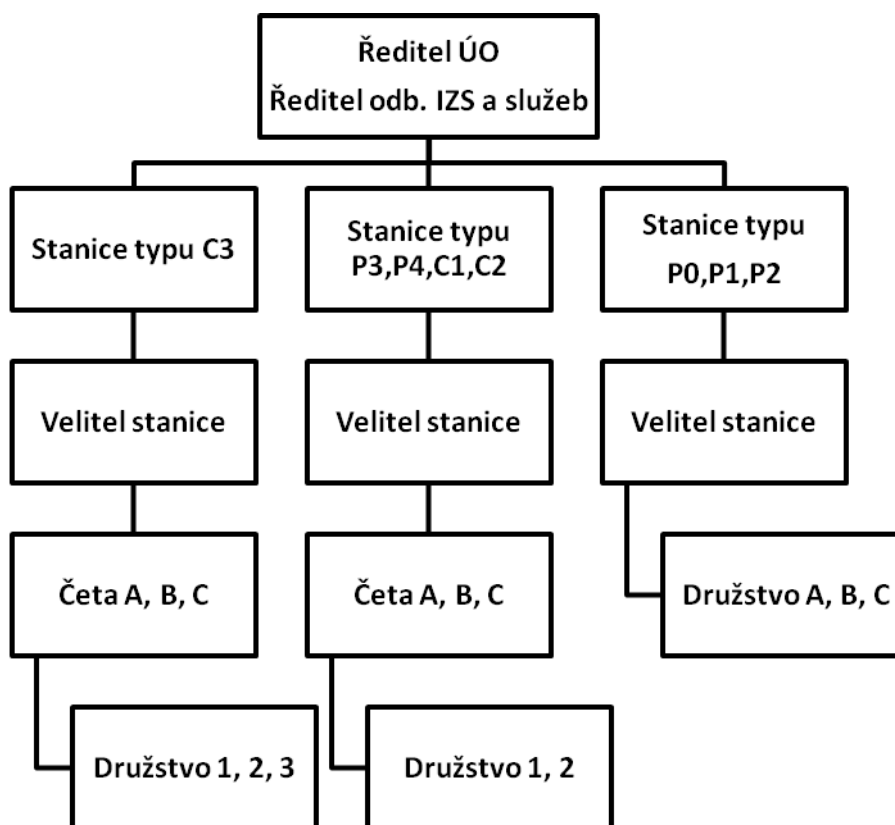 Ředitel ÚO
Ředitel odb. IZS a služeb
Stanice typu C3
Stanice typu
P3,P4,C1,C2
Stanice typu
P0,P1,P2
Velitel stanice
Velitel stanice
Velitel stanice
Četa A, B, C
Četa A, B, C
Družstvo A, B, C
Družstvo 1, 2, 3
Družstvo 1, 2